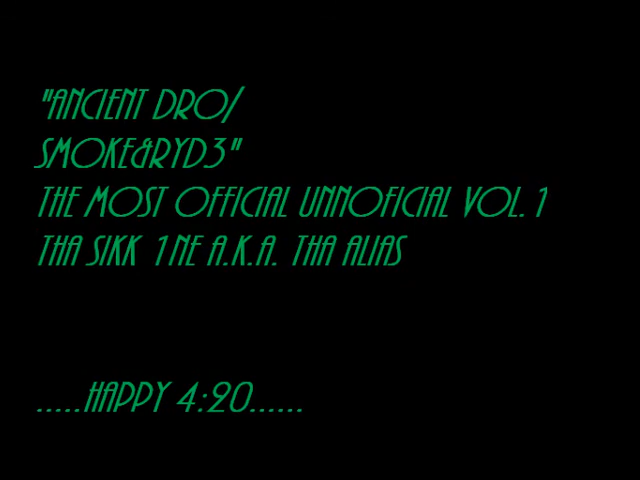 "ANCIENT DRO/
SMOKE&RYD3"
THE MOST OFFICIAL UNNOFICIAL VOL. 1
THA SIKK 1NE A.K.A. THA ALIAS
.....HAPPY 4:20......